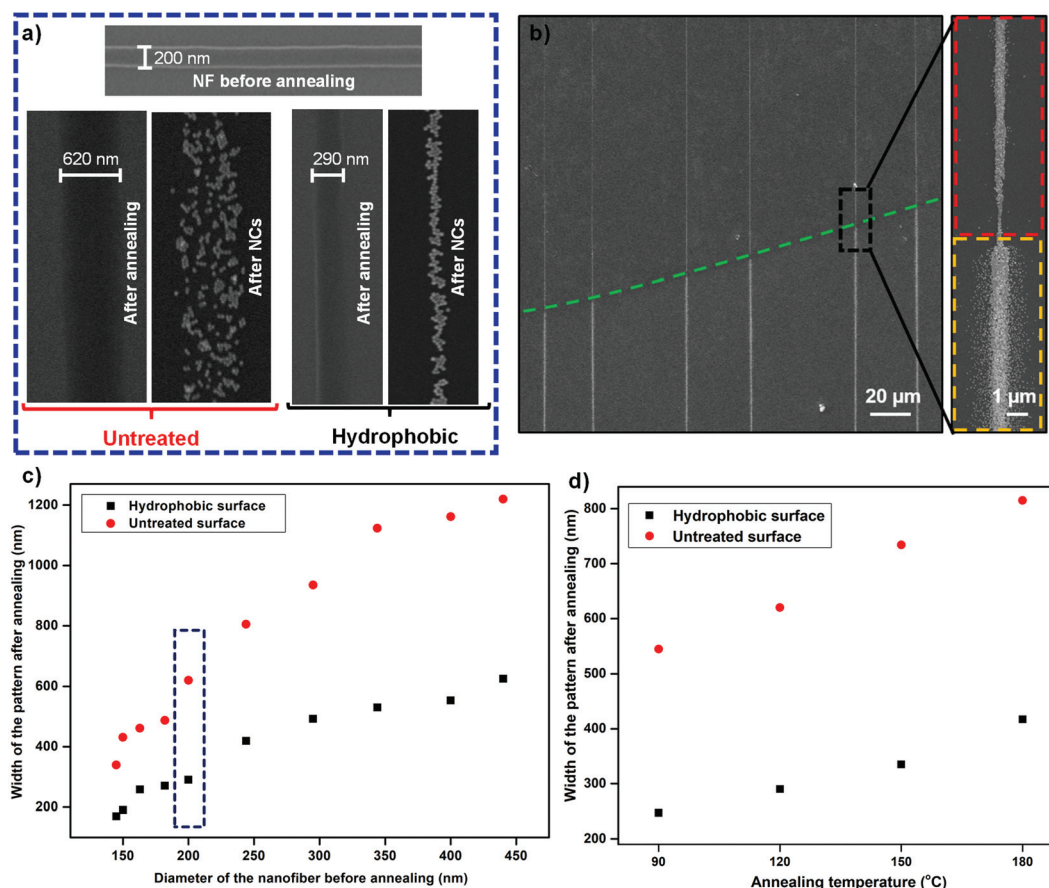 a)
200 nm
NF before annealing
620 nm
After annealing
After NCs
290 nm
After annealing
After NCs
Untreated
Hydrophobic
b)
20 µm
1 µm
c)
Hydrophobic surface
Untreated surface
Width of the pattern after annealing (nm)
1200
1000
800
600
400
200
150 200 250 300 350 400 450
Diameter of the nanofiber before annealing (nm)
d)
Hydrophobic surface
Untreated surface
Width of the pattern after annealing (nm)
800
700
600
500
400
300
200
90 120 150 180
Annealing temperature (°C)